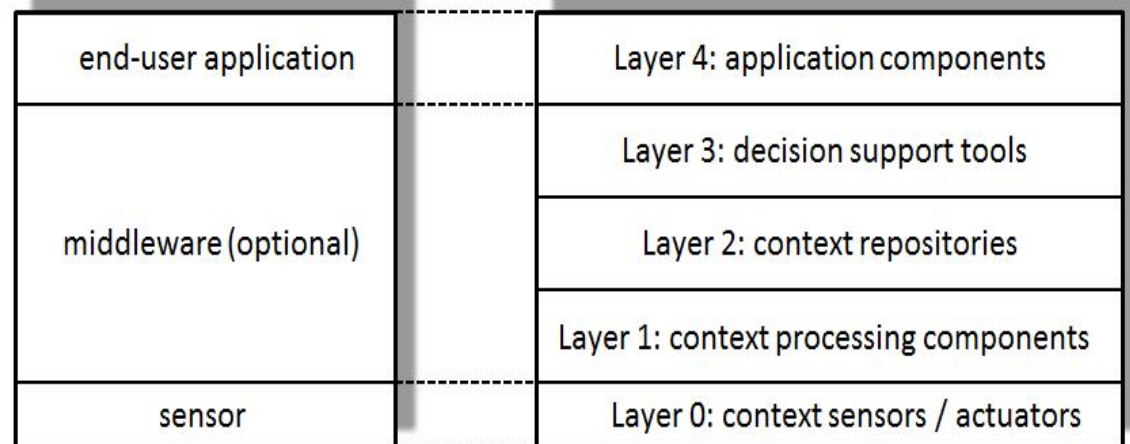 end-user application
Layer 4: application components
Layer 3: decision support tools
middleware (optional)
Layer 2: context repositories
Layer 1: context processing components
sensor
Layer 0: context sensors / actuators